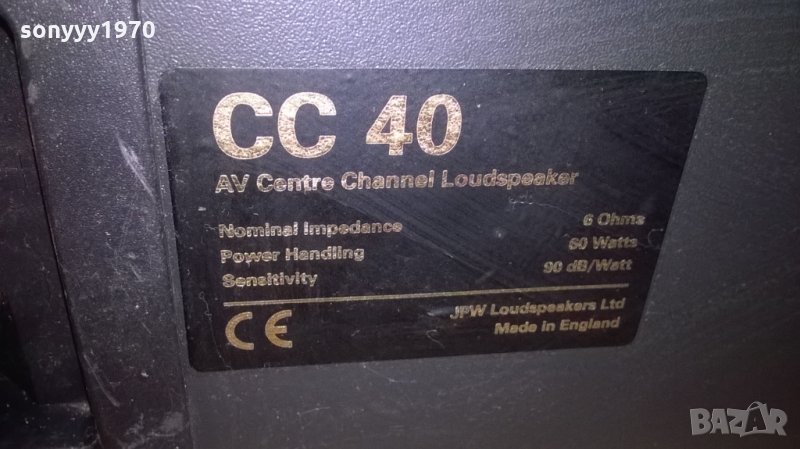 sonyyy1970
CC 40
AV Centre Channel Loudspeaker
Nominal Impedance 6 Ohms
Power Handling 60 Watts
Sensitivity 90 dB/Watt
CE
JPW Loudspeakers Ltd
Made in England
BAZAR